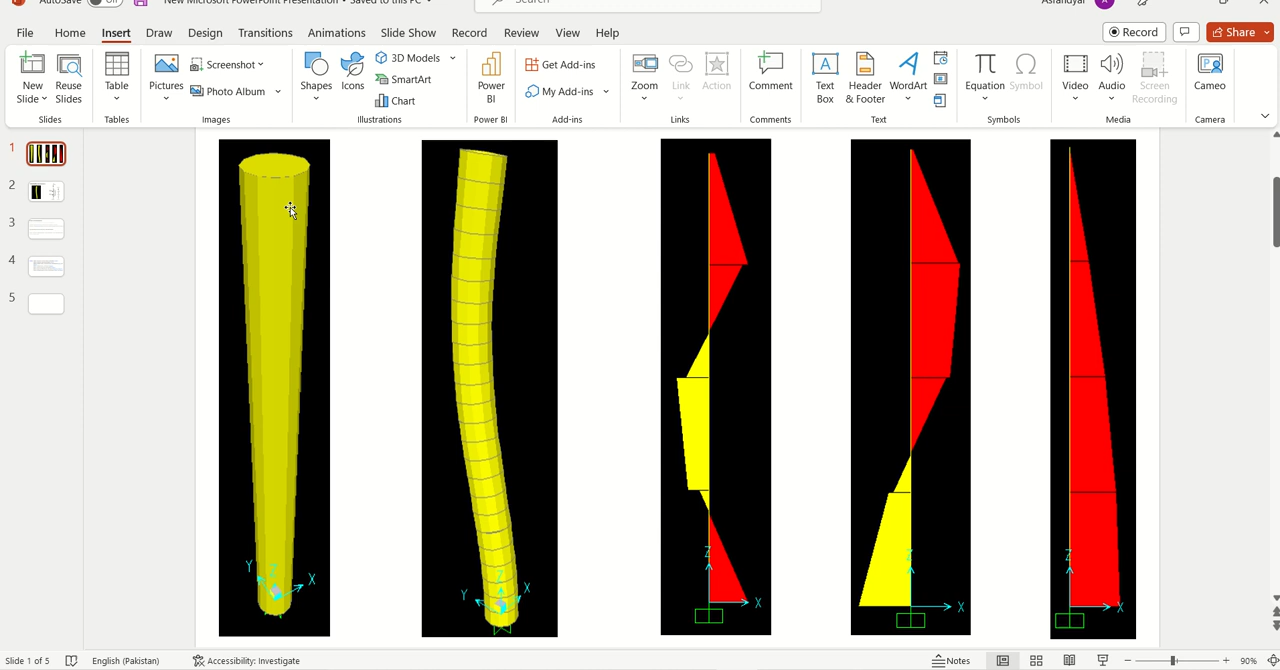 AutoSave Off New Microsoft PowerPoint Presentation • Saved to this PC Search Asfandyar A
File Home Insert Draw Design Transitions Animations Slide Show Record Review View Help Record Share
New Slide
Reuse Slides
Table
Pictures
Screenshot
Photo Album
Shapes
Icons
3D Models
SmartArt
Chart
Power BI
Get Add-ins
My Add-ins
Zoom
Link
Action
Comment
Text Box
Header & Footer
WordArt
Equation
Symbol
Video
Audio
Screen Recording
Cameo
Slides Tables Images Illustrations Power BI Add-ins Links Comments Text Symbols Media Camera
1
2
3
4
5
Y Z X
Y Z X
Z X
Z X
Z X
Slide 1 of 5 English (Pakistan) Accessibility: Investigate Notes 90%